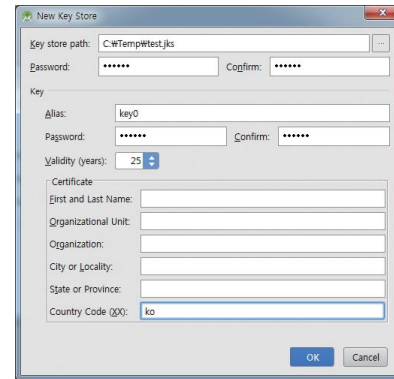 New Key Store
Key store path: C:₩Temp₩test.jks ...
Password: •••••• Confirm: ••••••
Key
Alias: key0
Password: •••••• Confirm: ••••••
Validity (years): 25
Certificate
First and Last Name:
Organizational Unit:
Organization:
City or Locality:
State or Province:
Country Code (XX): ko
OK Cancel